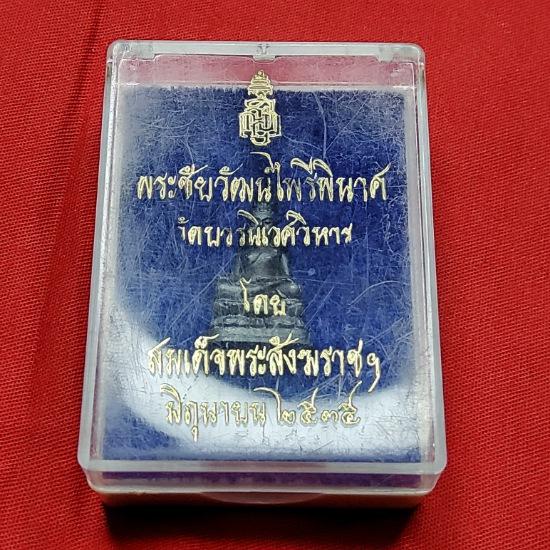 พระชัยวัฒน์ไพรีพินาศ
วัดบวรนิเวศวิหาร
โดย
สมเด็จพระสังฆราชฯ
มิถุนายน ๒๕๓๕